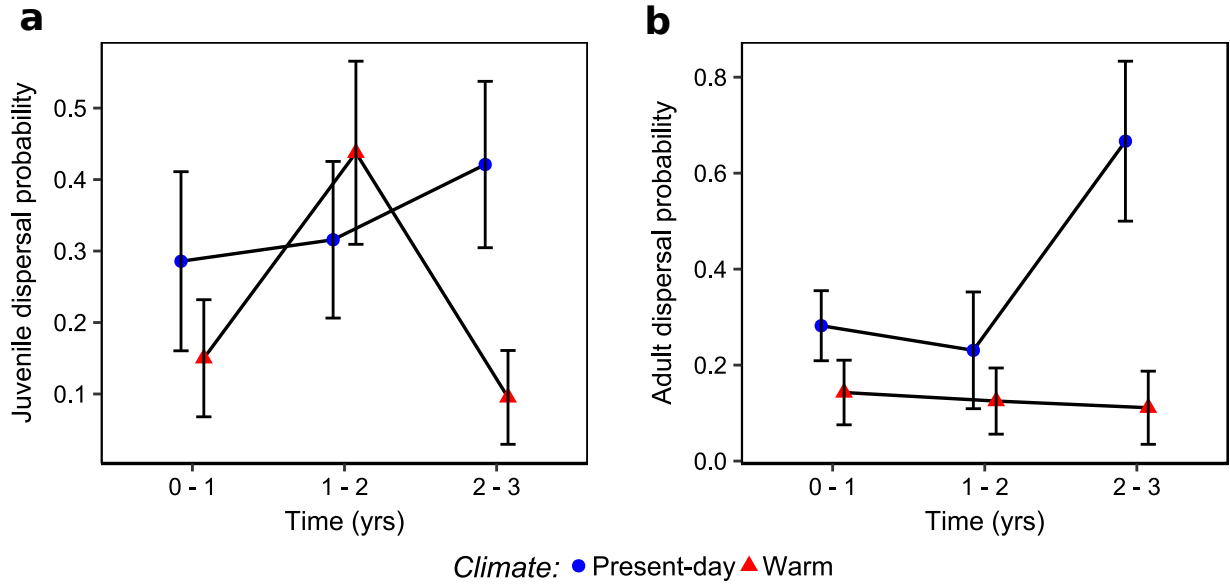 a
Juvenile dispersal probability
0.5
0.4
0.3
0.2
0.1
0 - 1
1 - 2
2 - 3
Time (yrs)
b
Adult dispersal probability
0.8
0.6
0.4
0.2
0.0
0 - 1
1 - 2
2 - 3
Time (yrs)
Climate: Present-day Warm